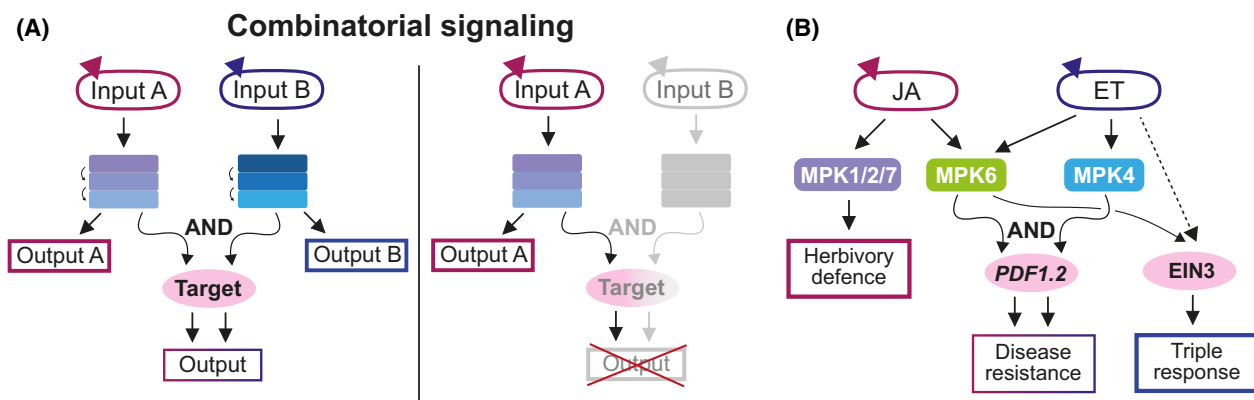 (A)
Combinatorial signaling
Input A
Input B
AND
Output A
Output B
Target
Output
Input A
Input B
AND
Output A
Target
Output
(B)
JA
ET
MPK1/2/7
MPK6
MPK4
AND
Herbivory
defence
PDF1.2
EIN3
Disease
resistance
Triple
response